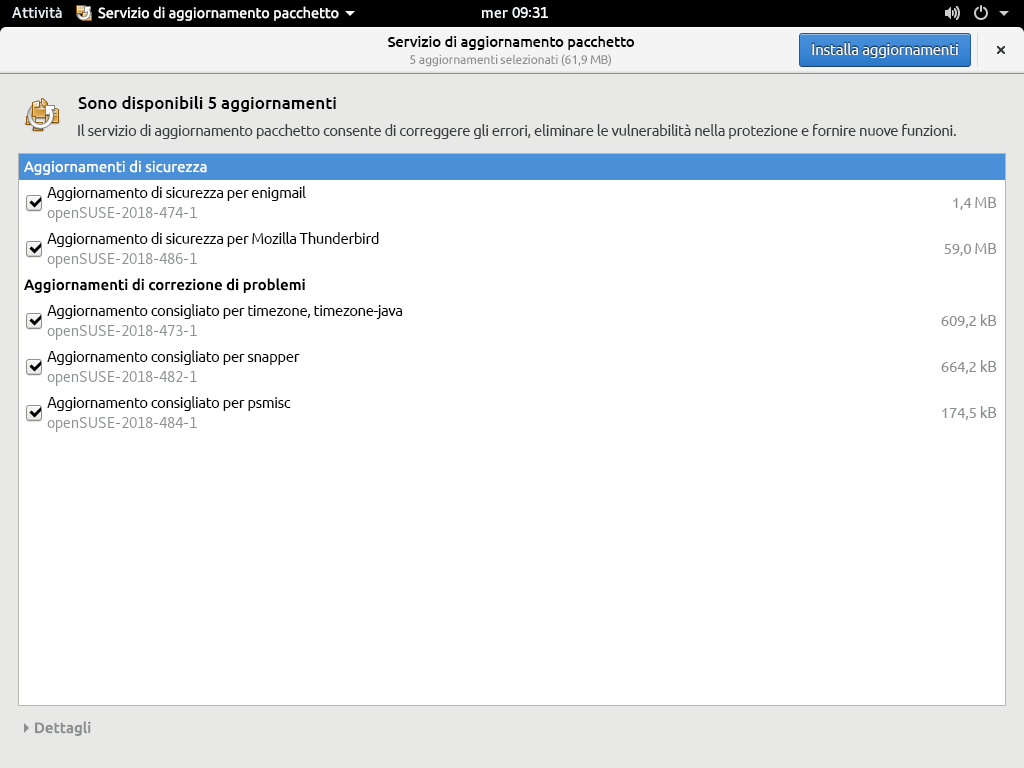 Attività Servizio di aggiornamento pacchetto mer 09:31
Servizio di aggiornamento pacchetto
5 aggiornamenti selezionati (61,9 MB)
Installa aggiornamenti
Sono disponibili 5 aggiornamenti
Il servizio di aggiornamento pacchetto consente di correggere gli errori, eliminare le vulnerabilità nella protezione e fornire nuove funzioni.
Aggiornamenti di sicurezza
Aggiornamento di sicurezza per enigmail
openSUSE-2018-474-1
1,4 MB
Aggiornamento di sicurezza per Mozilla Thunderbird
openSUSE-2018-486-1
59,0 MB
Aggiornamenti di correzione di problemi
Aggiornamento consigliato per timezone, timezone-java
openSUSE-2018-473-1
609,2 kB
Aggiornamento consigliato per snapper
openSUSE-2018-482-1
664,2 kB
Aggiornamento consigliato per psmisc
openSUSE-2018-484-1
174,5 kB
Dettagli